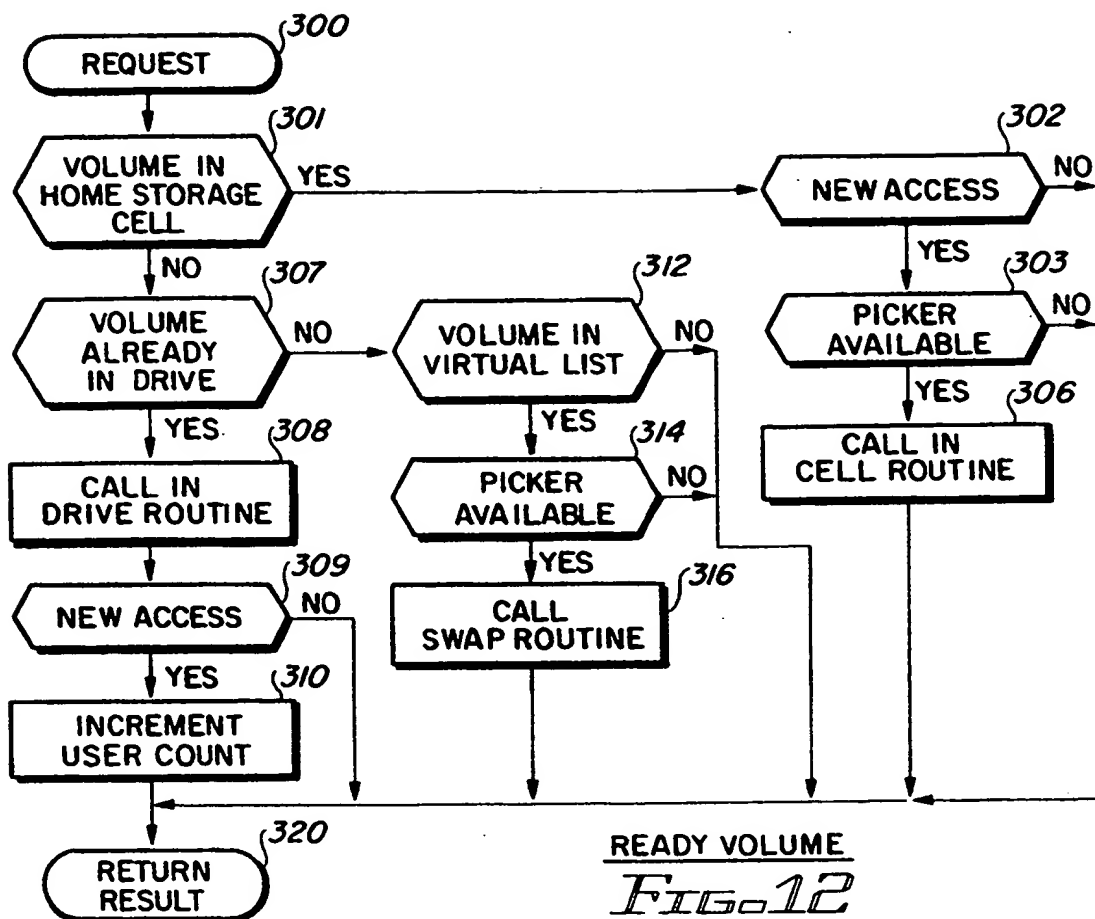 300
REQUEST
301
VOLUME IN
HOME STORAGE
CELL
YES
NO
302
NEW ACCESS
NO
YES
303
PICKER
AVAILABLE
NO
YES
306
CALL IN
CELL ROUTINE
307
VOLUME
ALREADY
IN DRIVE
NO
YES
312
VOLUME IN
VIRTUAL LIST
NO
YES
314
PICKER
AVAILABLE
NO
YES
316
CALL
SWAP ROUTINE
308
CALL IN
DRIVE ROUTINE
309
NEW ACCESS
NO
YES
310
INCREMENT
USER COUNT
320
RETURN
RESULT
READY VOLUME
FIG.12